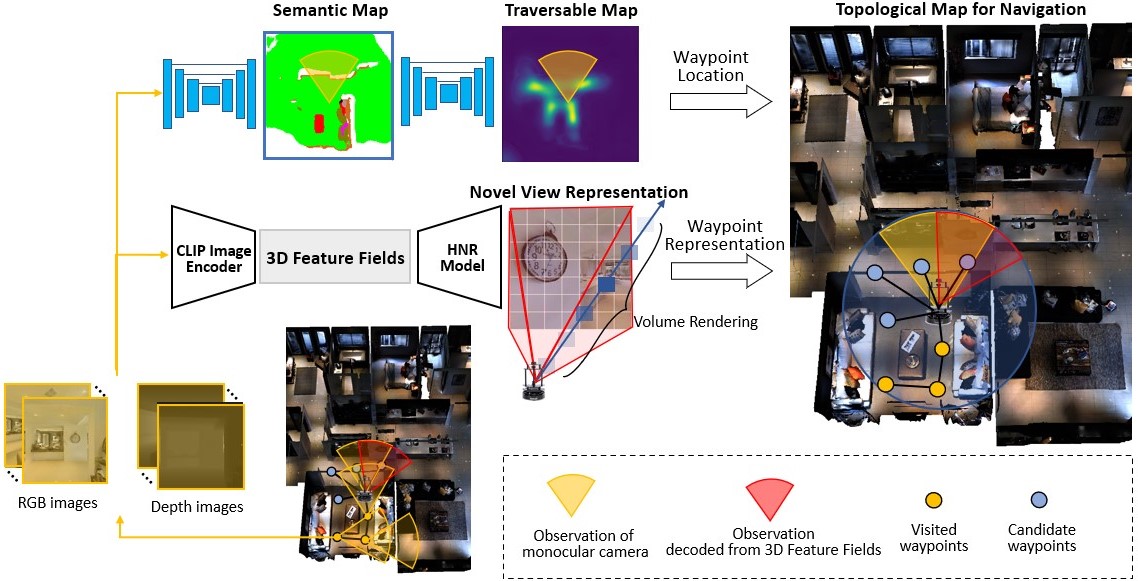 Semantic Map
Traversable Map
Topological Map for Navigation
Waypoint
Location
Novel View Representation
CLIP Image
Encoder
3D Feature Fields
HNR
Model
Waypoint
Representation
Volume Rendering
RGB images
Depth images
Observation of
monocular camera
Observation
decoded from 3D Feature Fields
Visited
waypoints
Candidate
waypoints